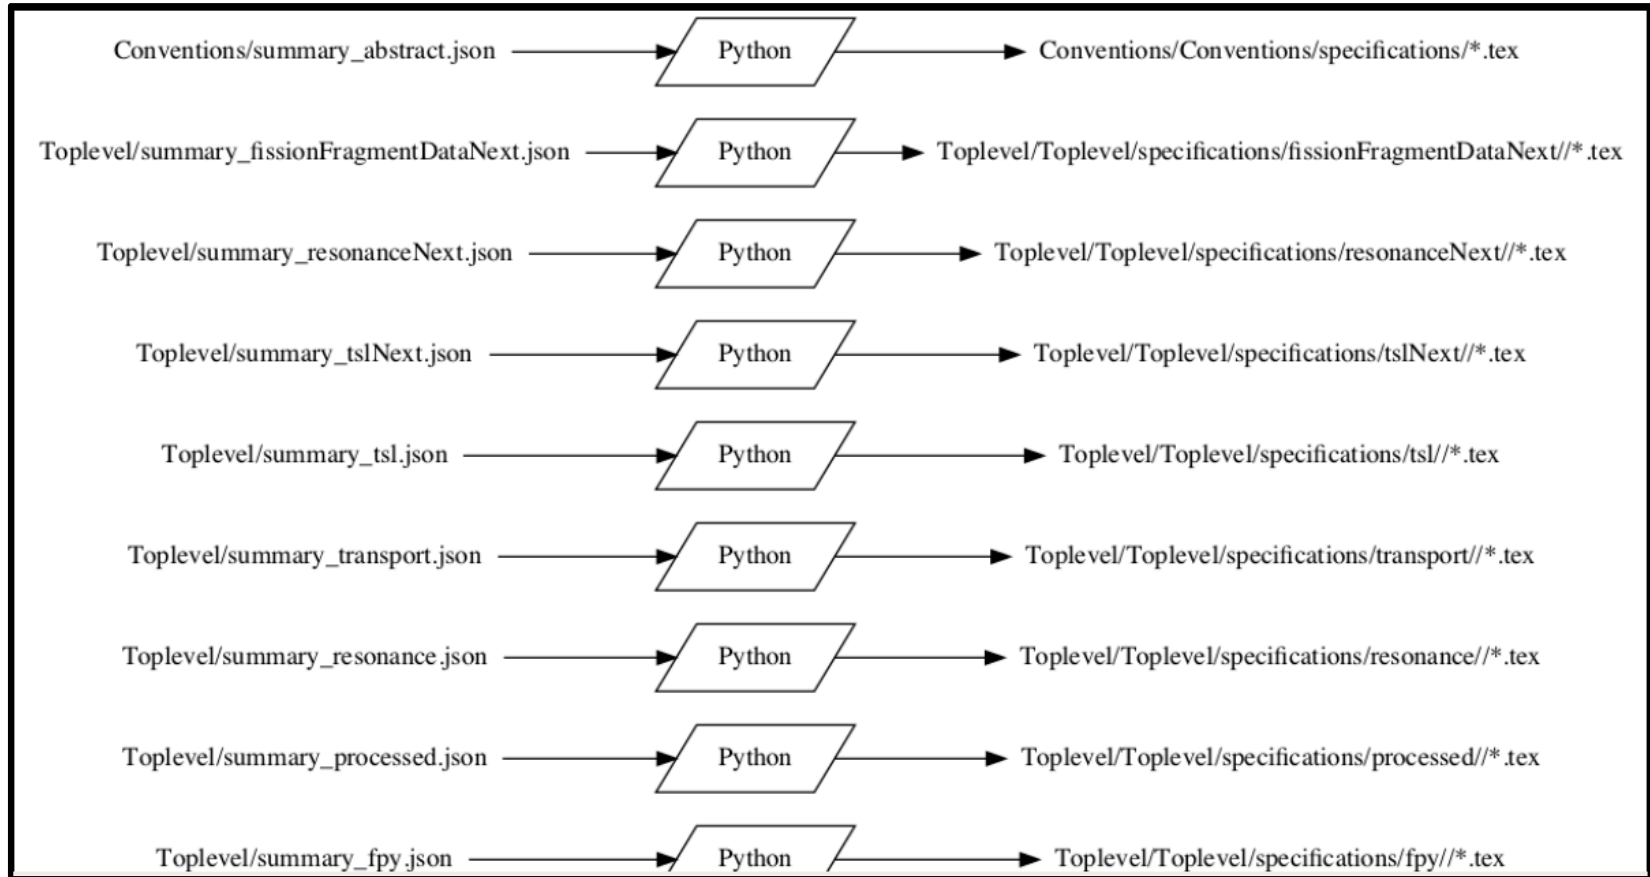 Conventions/summary_abstract.json Python Conventions/Conventions/specifications/*.tex
Toplevel/summary_fissionFragmentDataNext.json Python Toplevel/Toplevel/specifications/fissionFragmentDataNext//*.tex
Toplevel/summary_resonanceNext.json Python Toplevel/Toplevel/specifications/resonanceNext//*.tex
Toplevel/summary_tslNext.json Python Toplevel/Toplevel/specifications/tslNext//*.tex
Toplevel/summary_tsl.json Python Toplevel/Toplevel/specifications/tsl//*.tex
Toplevel/summary_transport.json Python Toplevel/Toplevel/specifications/transport//*.tex
Toplevel/summary_resonance.json Python Toplevel/Toplevel/specifications/resonance//*.tex
Toplevel/summary_processed.json Python Toplevel/Toplevel/specifications/processed//*.tex
Toplevel/summary_fpy.json Python Toplevel/Toplevel/specifications/fpy//*.tex